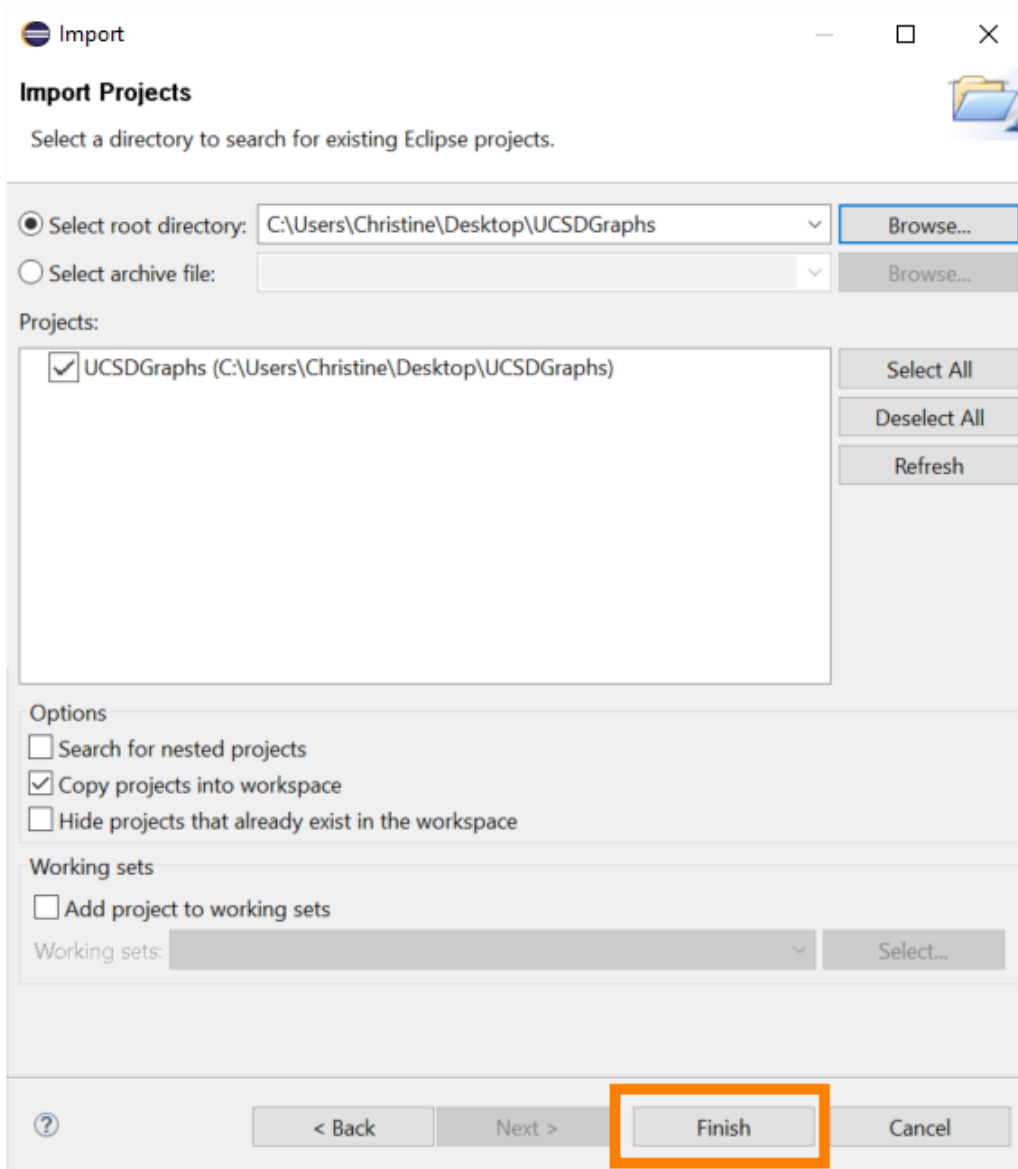 Import
Import Projects
Select a directory to search for existing Eclipse projects.
Select root directory: C:\Users\Christine\Desktop\UCSDGraphs Browse...
Select archive file: Browse...
Projects:
UCSDGraphs (C:\Users\Christine\Desktop\UCSDGraphs)
Select All
Deselect All
Refresh
Options
Search for nested projects
Copy projects into workspace
Hide projects that already exist in the workspace
Working sets
Add project to working sets
Working sets: Select...
? < Back Next > Finish Cancel